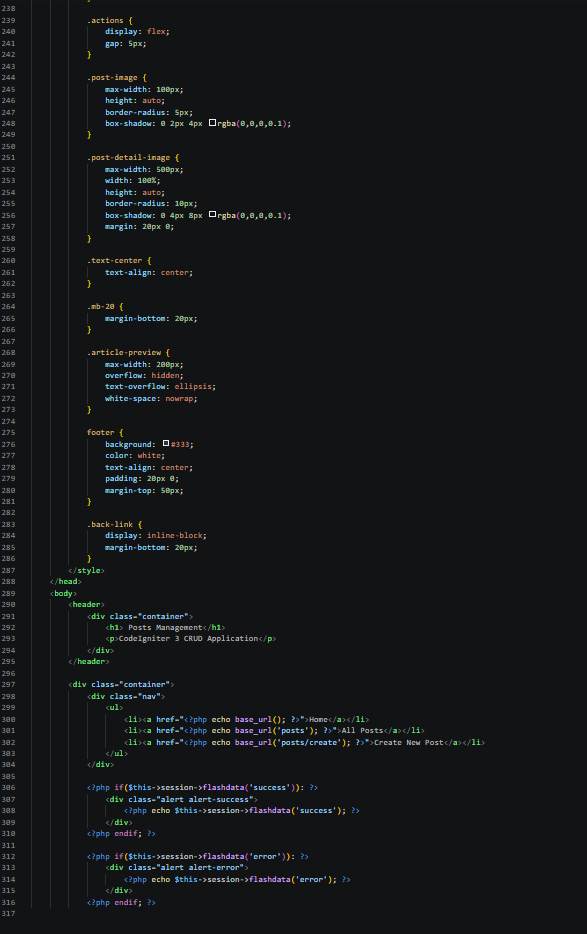 238
239 .actions {
240 display: flex;
241 gap: 5px;
242 }
243
244 .post-image {
245 max-width: 100px;
246 height: auto;
247 border-radius: 5px;
248 box-shadow: 0 2px 4px rgba(0,0,0,0.1);
249 }
250
251 .post-detail-image {
252 max-width: 500px;
253 width: 100%;
254 height: auto;
255 border-radius: 10px;
256 box-shadow: 0 4px 8px rgba(0,0,0,0.1);
257 margin: 20px 0;
258 }
259
260 .text-center {
261 text-align: center;
262 }
263
264 .mb-20 {
265 margin-bottom: 20px;
266 }
267
268 .article-preview {
269 max-width: 200px;
270 overflow: hidden;
271 text-overflow: ellipsis;
272 white-space: nowrap;
273 }
274
275 footer {
276 background: #333;
277 color: white;
278 text-align: center;
279 padding: 20px 0;
280 margin-top: 50px;
281 }
282
283 .back-link {
284 display: inline-block;
285 margin-bottom: 20px;
286 }
287 </style>
288 </head>
289 <body>
290 <header>
291 <div class="container">
292 <h1> Posts Management</h1>
293 <p>CodeIgniter 3 CRUD Application</p>
294 </div>
295 </header>
296
297 <div class="container">
298 <div class="nav">
299 <ul>
300 <li><a href="<?php echo base_url(); ?>">Home</a></li>
301 <li><a href="<?php echo base_url('posts'); ?>">All Posts</a></li>
302 <li><a href="<?php echo base_url('posts/create'); ?>">Create New Post</a></li>
303 </ul>
304 </div>
305
306 <?php if($this->session->flashdata('success')): ?>
307 <div class="alert alert-success">
308 <?php echo $this->session->flashdata('success'); ?>
309 </div>
310 <?php endif; ?>
311
312 <?php if($this->session->flashdata('error')): ?>
313 <div class="alert alert-error">
314 <?php echo $this->session->flashdata('error'); ?>
315 </div>
316 <?php endif; ?>
317